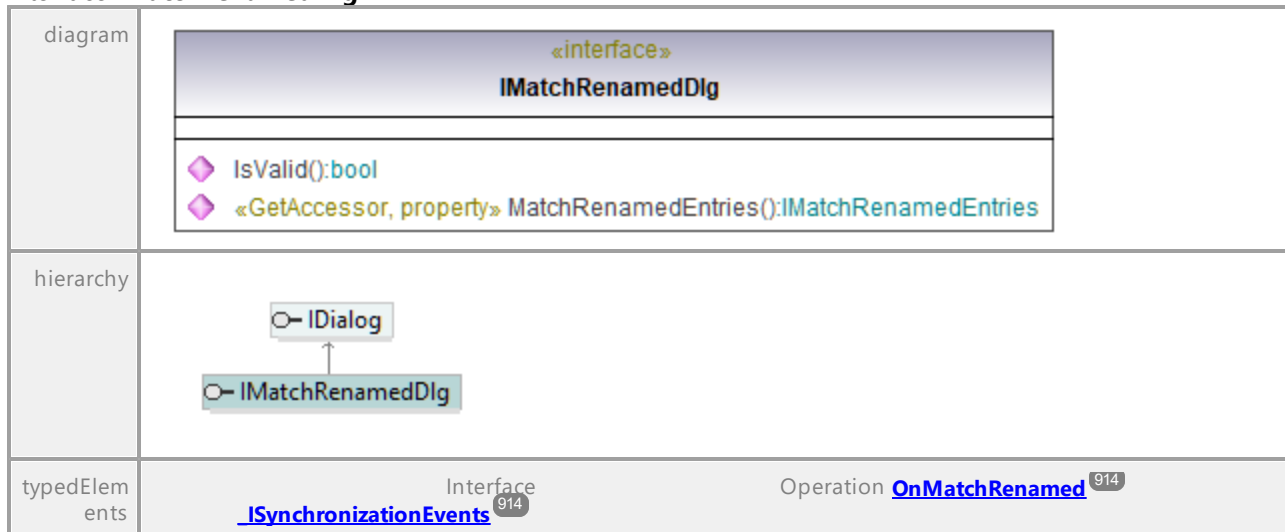 diagram
«interface»
IMatchRenamedDlg
IsValid():bool
«GetAccessor, property» MatchRenamedEntries():IMatchRenamedEntries
hierarchy
IDialog
IMatchRenamedDlg
typedElem
ents
Interface
_ISynchronizationEvents 914
Operation OnMatchRenamed 914